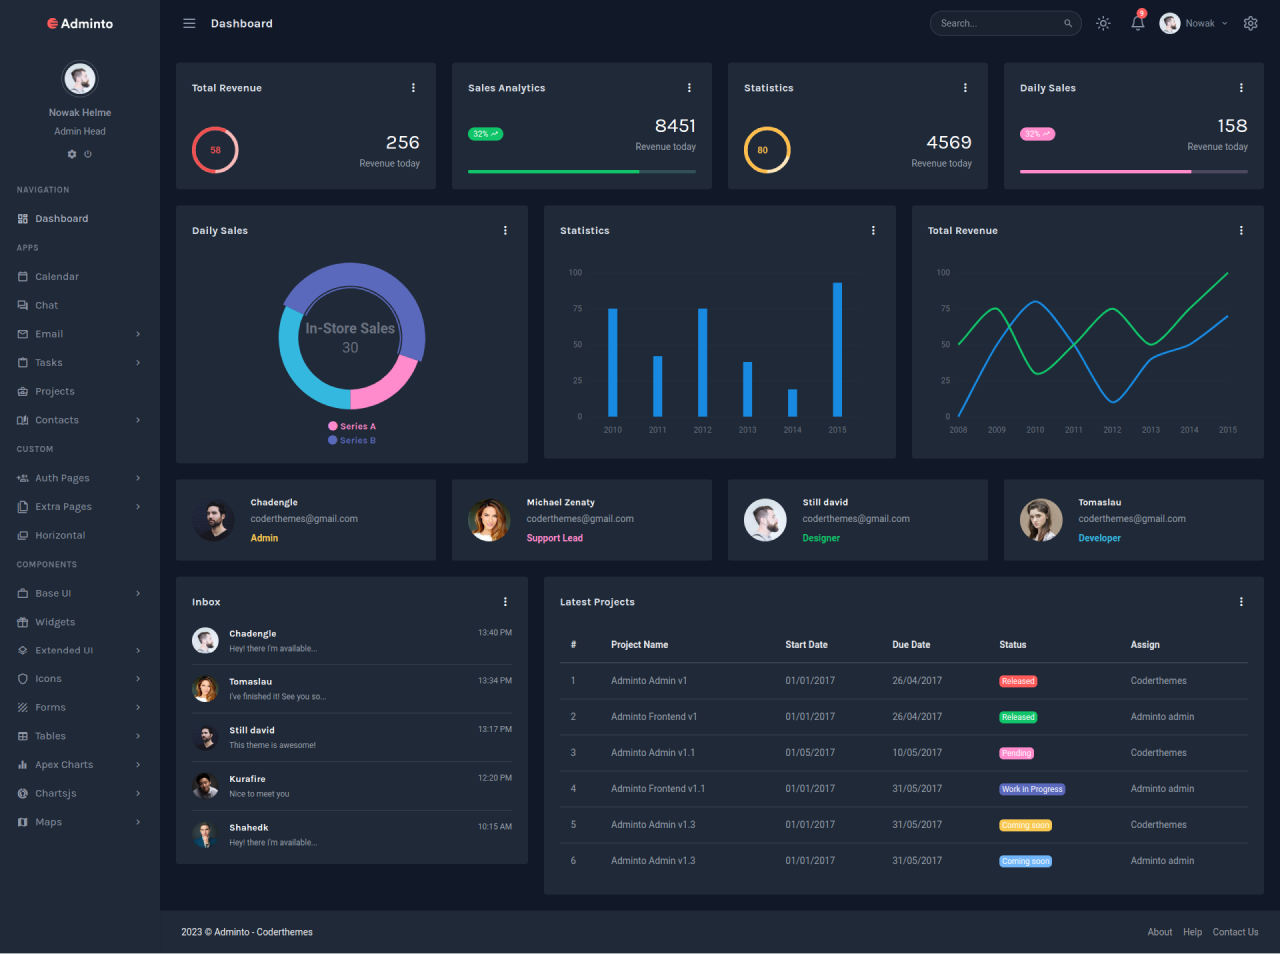 Adminto
Nowak Helme
Admin Head
NAVIGATION
Dashboard
APPS
Calendar
Chat
Email
Tasks
Projects
Contacts
CUSTOM
Auth Pages
Extra Pages
Horizontal
COMPONENTS
Base UI
Widgets
Extended UI
Icons
Forms
Tables
Apex Charts
Chartsjs
Maps
Dashboard
Search...
9
Nowak
Total Revenue
58
256
Revenue today
Sales Analytics
32%
8451
Revenue today
Statistics
80
4569
Revenue today
Daily Sales
32%
158
Revenue today
Daily Sales
In-Store Sales
30
Series A
Series B
Statistics
100
75
50
25
0
2010 2011 2012 2013 2014 2015
Total Revenue
100
75
50
25
0
2008 2009 2010 2011 2012 2013 2014 2015
Chadengle
coderthemes@gmail.com
Admin
Michael Zenaty
coderthemes@gmail.com
Support Lead
Still david
coderthemes@gmail.com
Designer
Tomaslau
coderthemes@gmail.com
Developer
Inbox
Chadengle 13:40 PM
Hey! there I'm available...
Tomaslau 13:34 PM
I've finished it! See you so...
Still david 13:17 PM
This theme is awesome!
Kurafire 12:20 PM
Nice to meet you
Shahedk 10:15 AM
Hey! there I'm available...
Latest Projects
# Project Name Start Date Due Date Status Assign
1 Adminto Admin v1 01/01/2017 26/04/2017 Released Coderthemes
2 Adminto Frontend v1 01/01/2017 26/04/2017 Released Adminto admin
3 Adminto Admin v1.1 01/05/2017 10/05/2017 Pending Coderthemes
4 Adminto Frontend v1.1 01/01/2017 31/05/2017 Work in Progress Adminto admin
5 Adminto Admin v1.3 01/01/2017 31/05/2017 Coming soon Coderthemes
6 Adminto Admin v1.3 01/01/2017 31/05/2017 Coming soon Adminto admin
2023 © Adminto - Coderthemes
About Help Contact Us